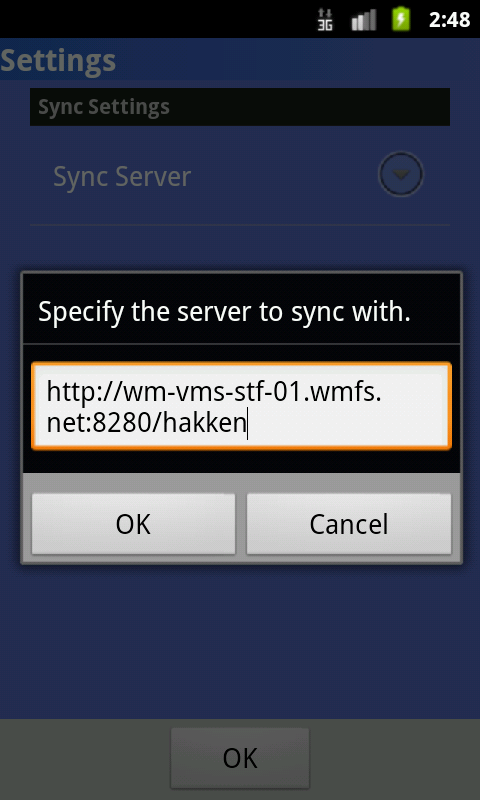 3G 2:48
Settings
Sync Settings
Sync Server
Specify the server to sync with.
http://wm-vms-stf-01.wmfs.
net:8280/hakken
OK Cancel
OK